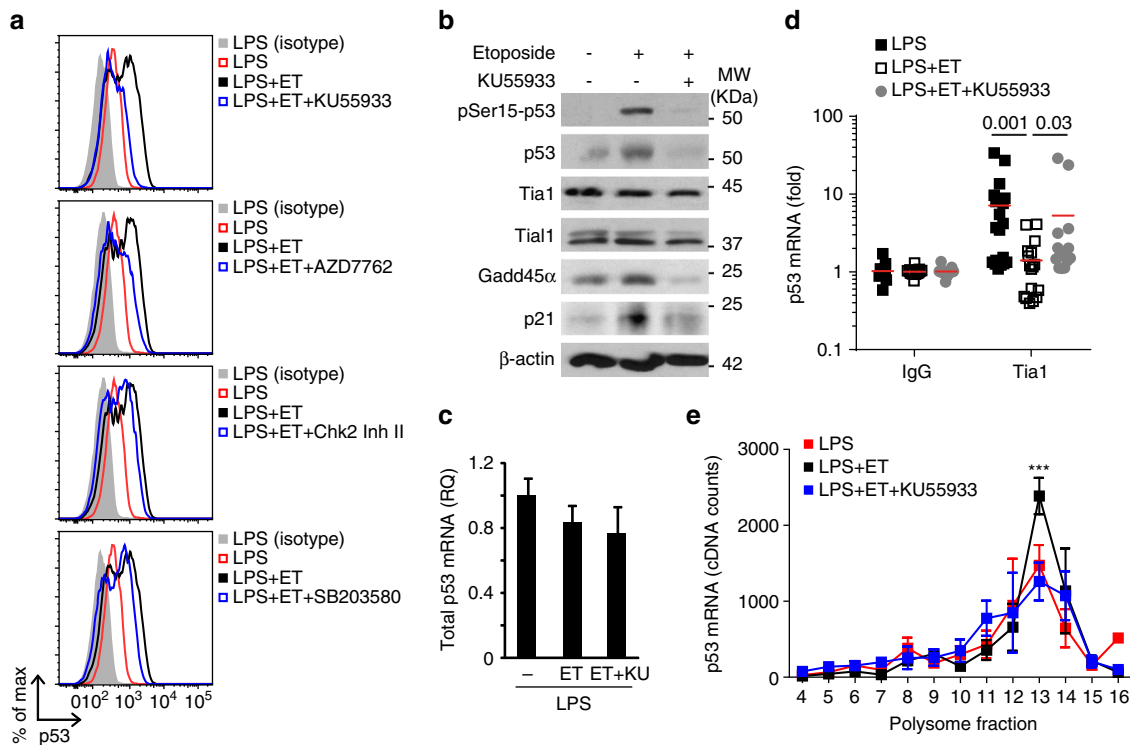 a
LPS (isotype)
LPS
LPS+ET
LPS+ET+KU55933
LPS (isotype)
LPS
LPS+ET
LPS+ET+AZD7762
LPS (isotype)
LPS
LPS+ET
LPS+ET+Chk2 Inh II
LPS (isotype)
LPS
LPS+ET
LPS+ET+SB203580
% of max
0 10² 10³ 10⁴ 10⁵
p53
b
Etoposide - + +
KU55933 - - +
MW
(KDa)
pSer15-p53 50
p53 50
Tia1 45
Tial1 37
Gadd45α 25
p21 25
β-actin 42
c
Total p53 mRNA (RQ)
1.2
0.8
0.4
0
– ET ET+KU
LPS
d
LPS
LPS+ET
LPS+ET+KU55933
p53 mRNA (fold)
100
10
1
0.1
0.001 0.03
IgG Tia1
e
LPS
LPS+ET
LPS+ET+KU55933
***
p53 mRNA (cDNA counts)
3000
2000
1000
0
4 5 6 7 8 9 10 11 12 13 14 15 16
Polysome fraction